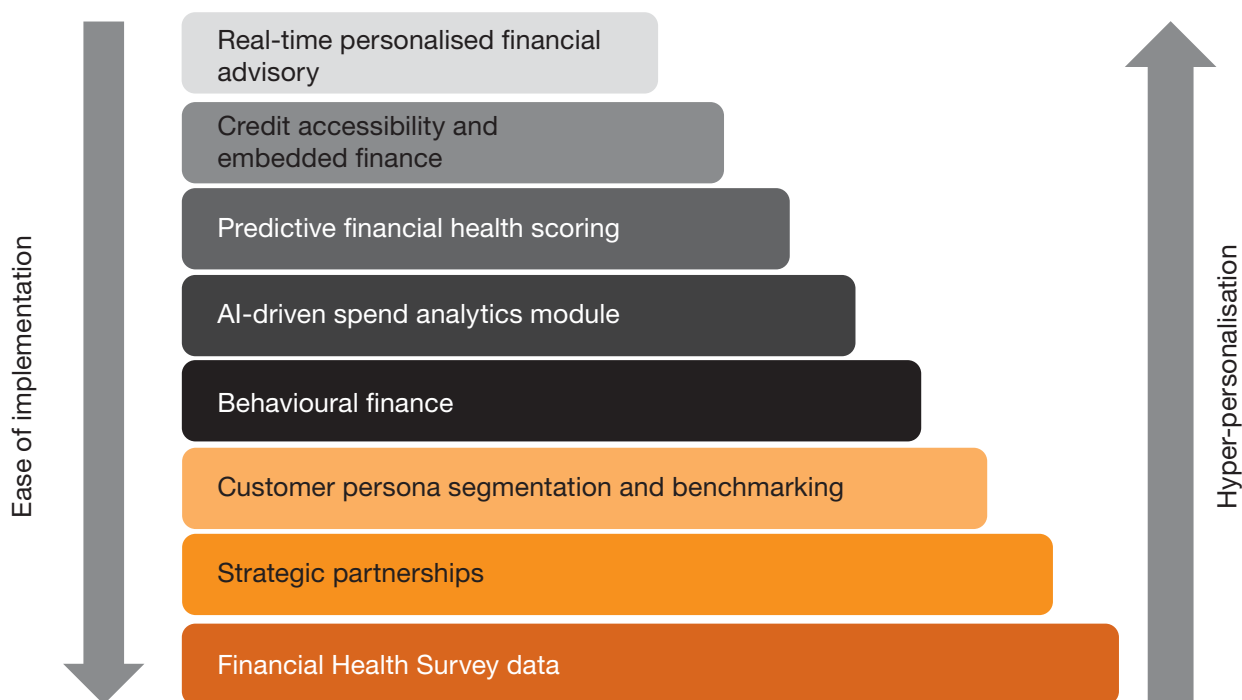 Real-time personalised financial
advisory
Credit accessibility and
embedded finance
Predictive financial health scoring
AI-driven spend analytics module
Behavioural finance
Customer persona segmentation and benchmarking
Strategic partnerships
Financial Health Survey data
Ease of implementation
Hyper-personalisation